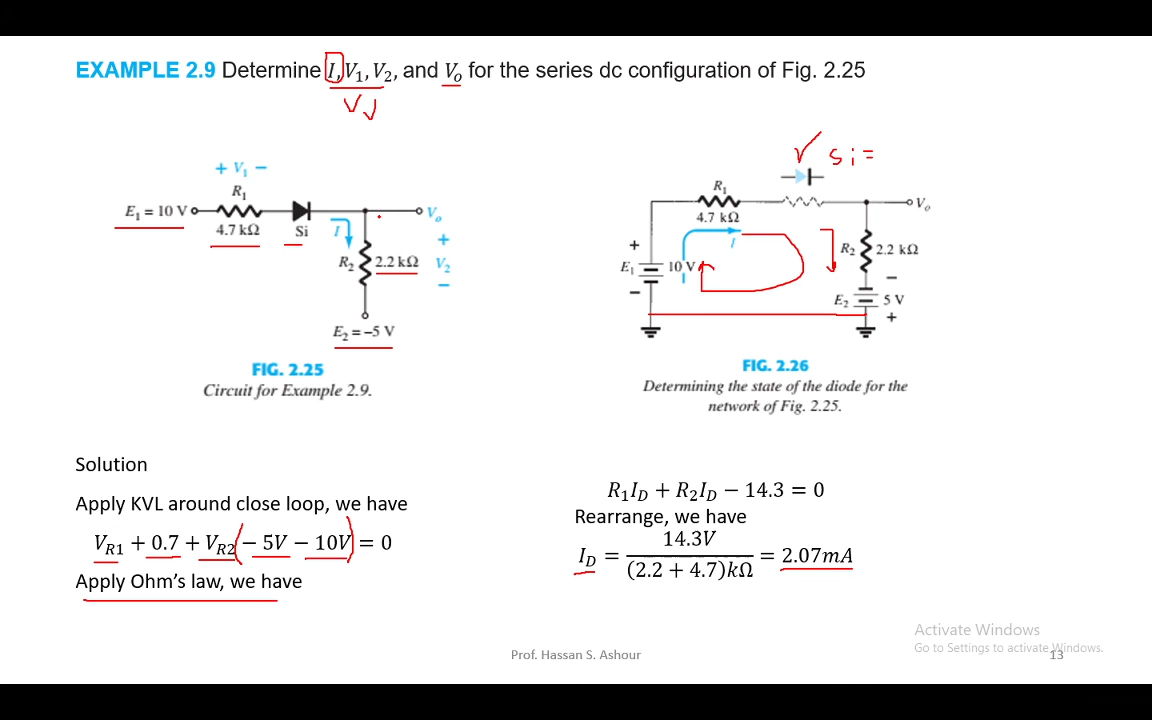 EXAMPLE 2.9 Determine I, V₁, V₂, and Vₒ for the series dc configuration of Fig. 2.25
+ V₁ −
R₁
E₁ = 10 V
4.7 kΩ
Si
I
Vₒ
+
R₂
2.2 kΩ
V₂
−
E₂ = −5 V
FIG. 2.25
Circuit for Example 2.9.
Si =
R₁
4.7 kΩ
Vₒ
I
+
E₁
10 V
−
R₂
2.2 kΩ
−
E₂
5 V
+
FIG. 2.26
Determining the state of the diode for the
network of Fig. 2.25.
Solution
Apply KVL around close loop, we have
V_R1 + 0.7 + V_R2 − 5V − 10V = 0
Apply Ohm's law, we have
R₁I_D + R₂I_D − 14.3 = 0
Rearrange, we have
I_D = 14.3V / (2.2 + 4.7)kΩ = 2.07mA
Activate Windows
Go to Settings to activate Windows.
Prof. Hassan S. Ashour
13